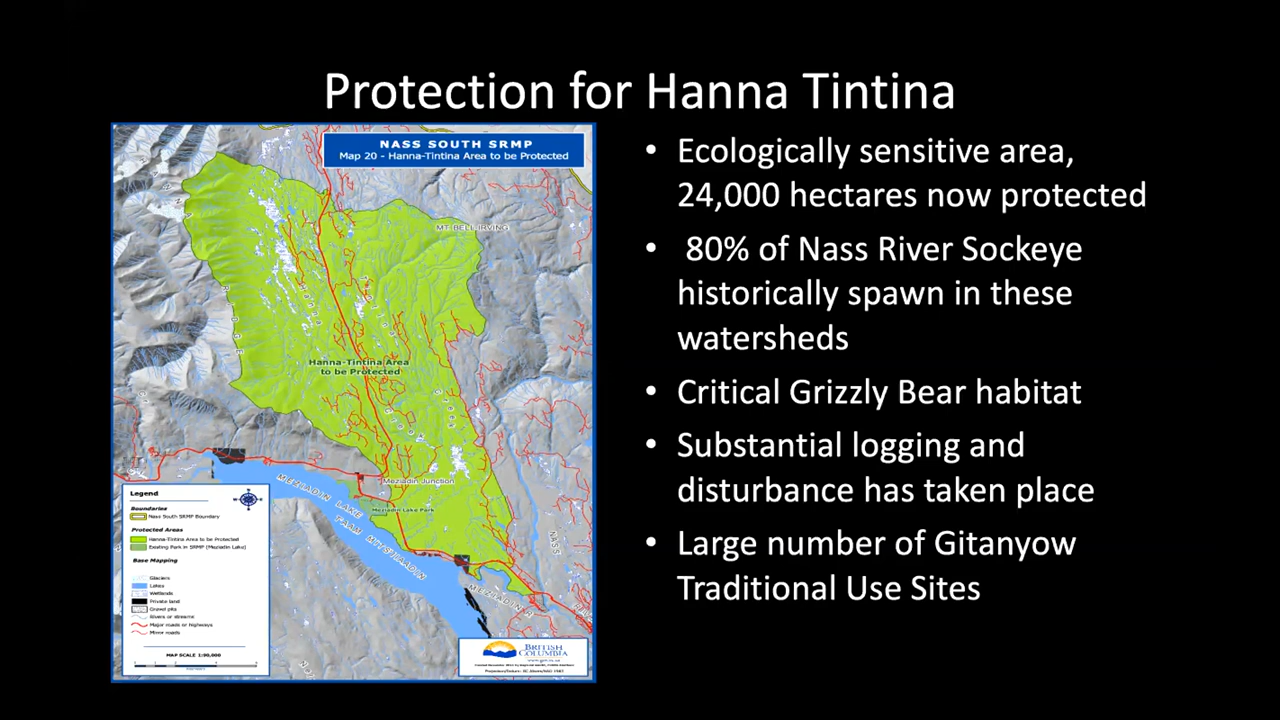 Protection for Hanna Tintina
NASS SOUTH SRMP
Map 20 - Hanna-Tintina Area to be Protected
MT BELL-IRVING
Hanna-Tintina Area
to be Protected
Meziadin Junction
Meziadin Lake Park
MEZIADIN LAKE
NASS
Legend
Boundaries
Nass South SRMP Boundary
Protected Areas
Hanna-Tintina Area to be Protected
Existing Park in SRMP (Meziadin Lake)
Base Mapping
Glaciers
Lakes
Wetlands
Private land
Gravel pits
Rivers or streams
Major roads or highways
Minor roads
MAP SCALE 1:90,000
BRITISH
COLUMBIA
• Ecologically sensitive area,
24,000 hectares now protected
• 80% of Nass River Sockeye
historically spawn in these
watersheds
• Critical Grizzly Bear habitat
• Substantial logging and
disturbance has taken place
• Large number of Gitanyow
Traditional Use Sites